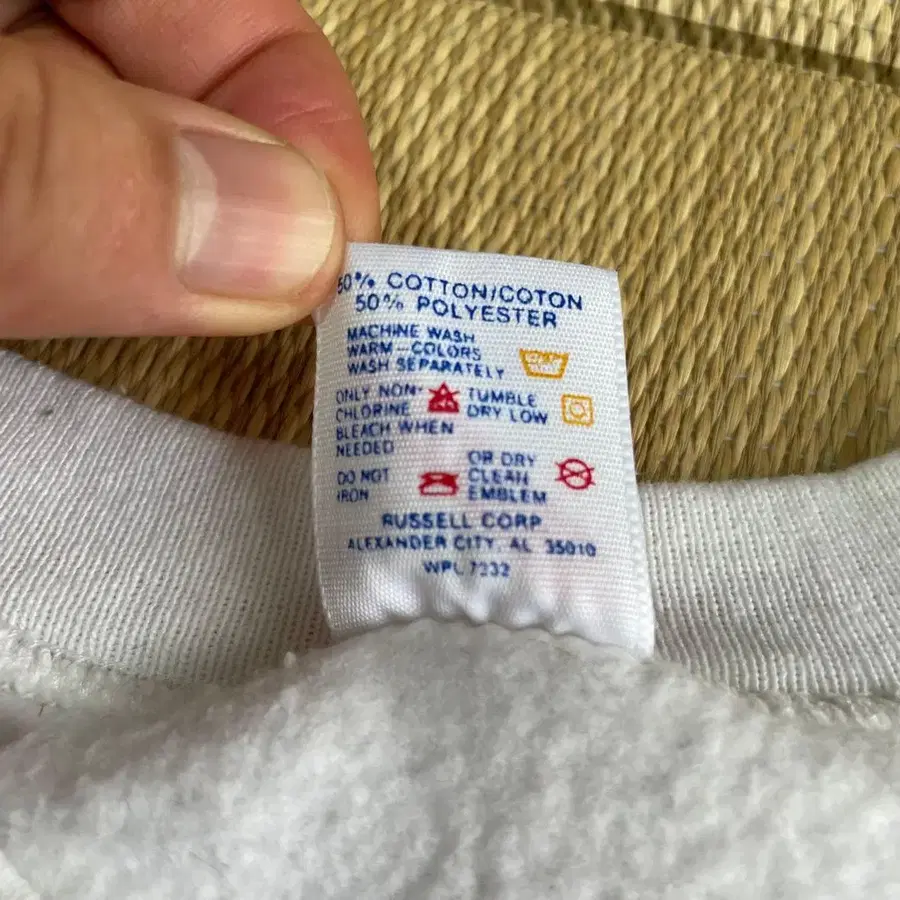 50% COTTON/COTON
50% POLYESTER
MACHINE WASH
WARM-COLORS
WASH SEPARATELY
ONLY NON-
CHLORINE
BLEACH WHEN
NEEDED
TUMBLE
DRY LOW
DO NOT
IRON
OR DRY
CLEAN
EMBLEM
RUSSELL CORP
ALEXANDER CITY, AL 35010
WPL 7232